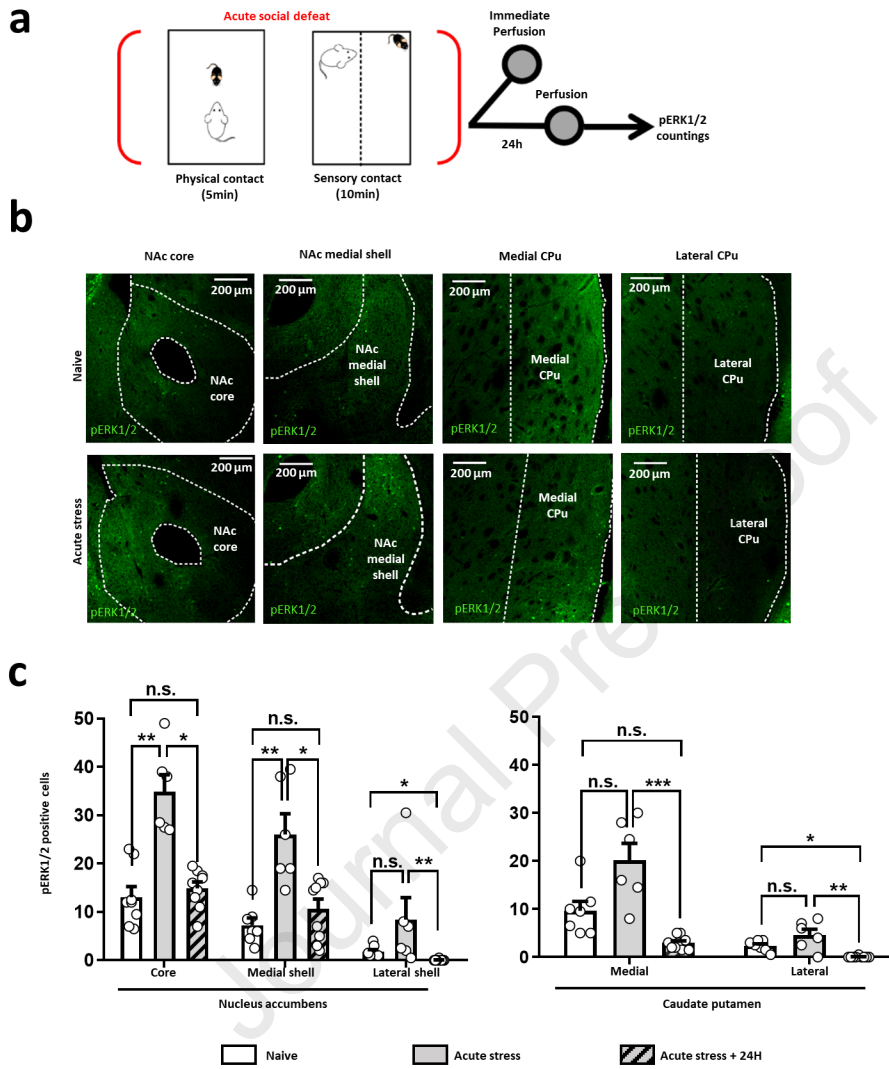 a
Acute social defeat
Physical contact
(5min)
Sensory contact
(10min)
Immediate
Perfusion
Perfusion
24h
pERK1/2
countings
b
NAc core
NAc medial shell
Medial CPu
Lateral CPu
Naive
200 µm
NAc
core
pERK1/2
200 µm
NAc
medial
shell
pERK1/2
200 µm
Medial
CPu
pERK1/2
200 µm
Lateral
CPu
pERK1/2
Acute stress
200 µm
NAc
core
pERK1/2
200 µm
NAc
medial
shell
pERK1/2
200 µm
Medial
CPu
pERK1/2
200 µm
Lateral
CPu
pERK1/2
c
pERK1/2 positive cells
50
40
30
20
10
0
n.s.
**
*
n.s.
**
*
*
n.s.
**
Core
Medial shell
Lateral shell
Nucleus accumbens
50
40
30
20
10
0
n.s.
n.s.
***
*
n.s.
**
Medial
Lateral
Caudate putamen
Naive
Acute stress
Acute stress + 24H
Journal Pre-proof